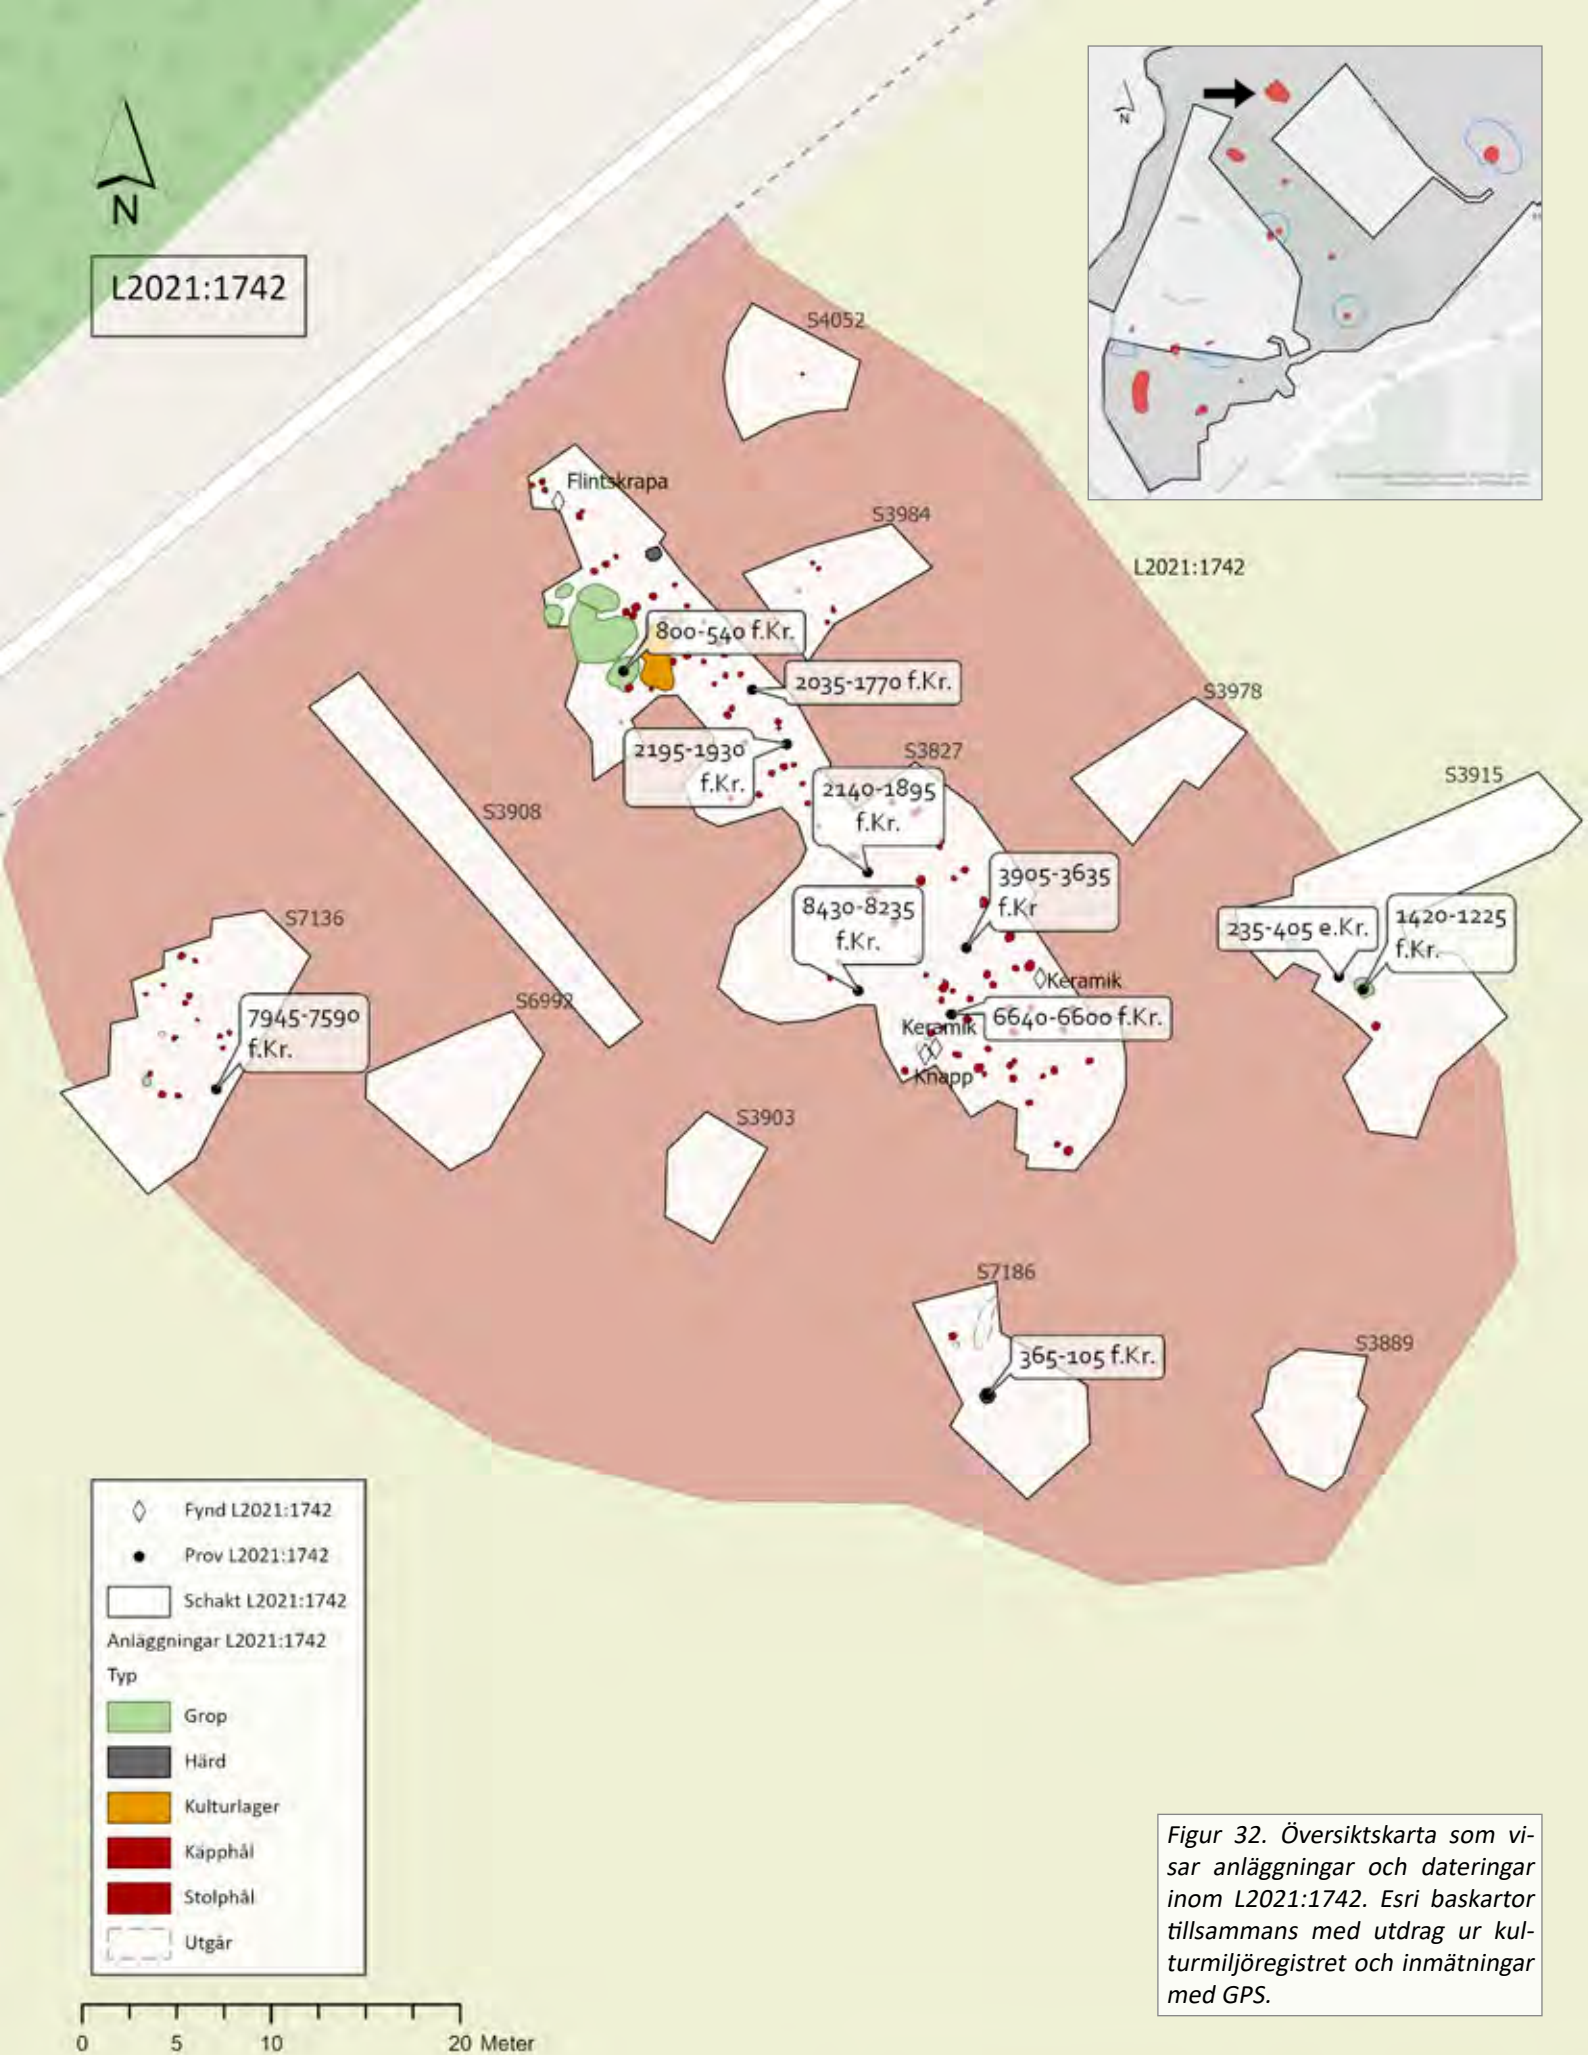 N
L2021:1742
N
S4052
Flintskrapa
S3984
L2021:1742
800-540 f.Kr.
2035-1770 f.Kr.
S3978
2195-1930
f.Kr.
S3827
S3915
2140-1895
f.Kr.
S3908
3905-3635
f.Kr
8430-8235
f.Kr.
235-405 e.Kr.
1420-1225
f.Kr.
S7136
Keramik
S6992
7945-7590
f.Kr.
6640-6600 f.Kr.
Keramik
Knapp
S3903
S7186
365-105 f.Kr.
S3889
Fynd L2021:1742
Prov L2021:1742
Schakt L2021:1742
Anläggningar L2021:1742
Typ
Grop
Härd
Kulturlager
Käpphål
Stolphål
Utgår
0 5 10 20 Meter
Figur 32. Översiktskarta som vi-
sar anläggningar och dateringar
inom L2021:1742. Esri baskartor
tillsammans med utdrag ur kul-
turmiljöregistret och inmätningar
med GPS.